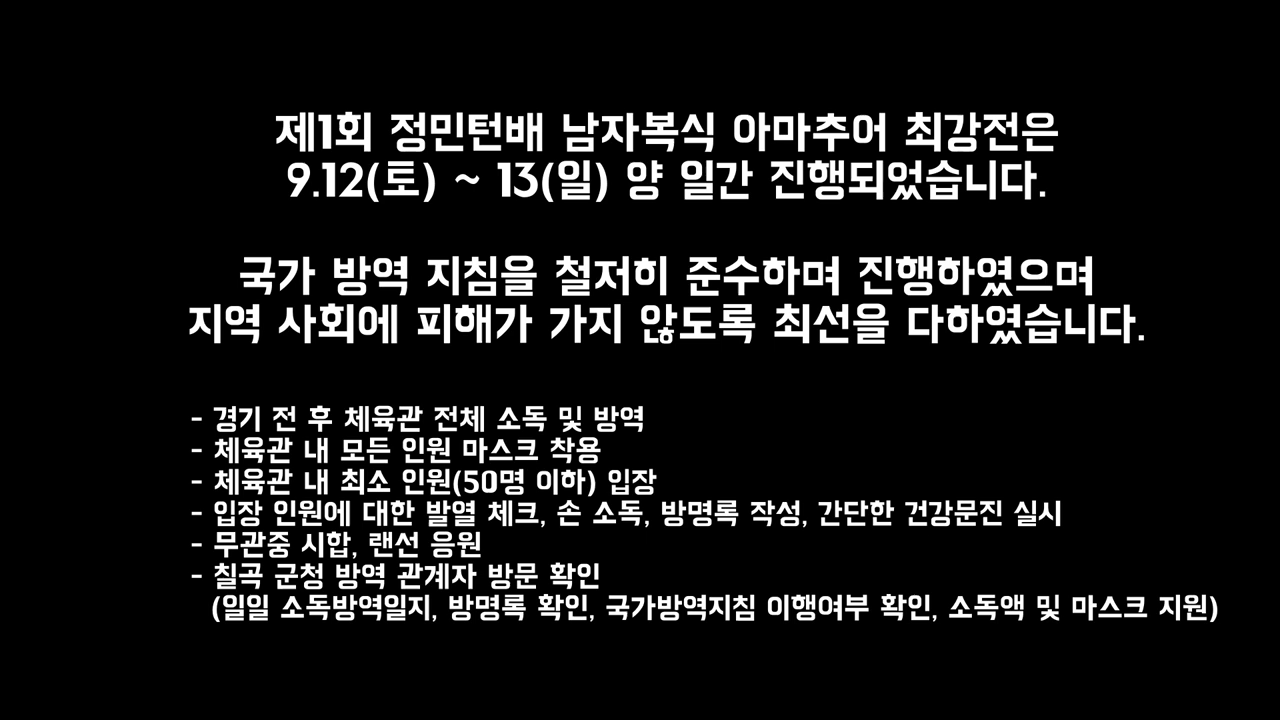 제1회 정민턴배 남자복식 아마추어 최강전은
9.12(토) ~ 13(일) 양 일간 진행되었습니다.
국가 방역 지침을 철저히 준수하며 진행하였으며
지역 사회에 피해가 가지 않도록 최선을 다하였습니다.
- 경기 전 후 체육관 전체 소독 및 방역
- 체육관 내 모든 인원 마스크 착용
- 체육관 내 최소 인원(50명 이하) 입장
- 입장 인원에 대한 발열 체크, 손 소독, 방명록 작성, 간단한 건강문진 실시
- 무관중 시합, 랜선 응원
- 칠곡 군청 방역 관계자 방문 확인
(일일 소독방역일지, 방명록 확인, 국가방역지침 이행여부 확인, 소독액 및 마스크 지원)